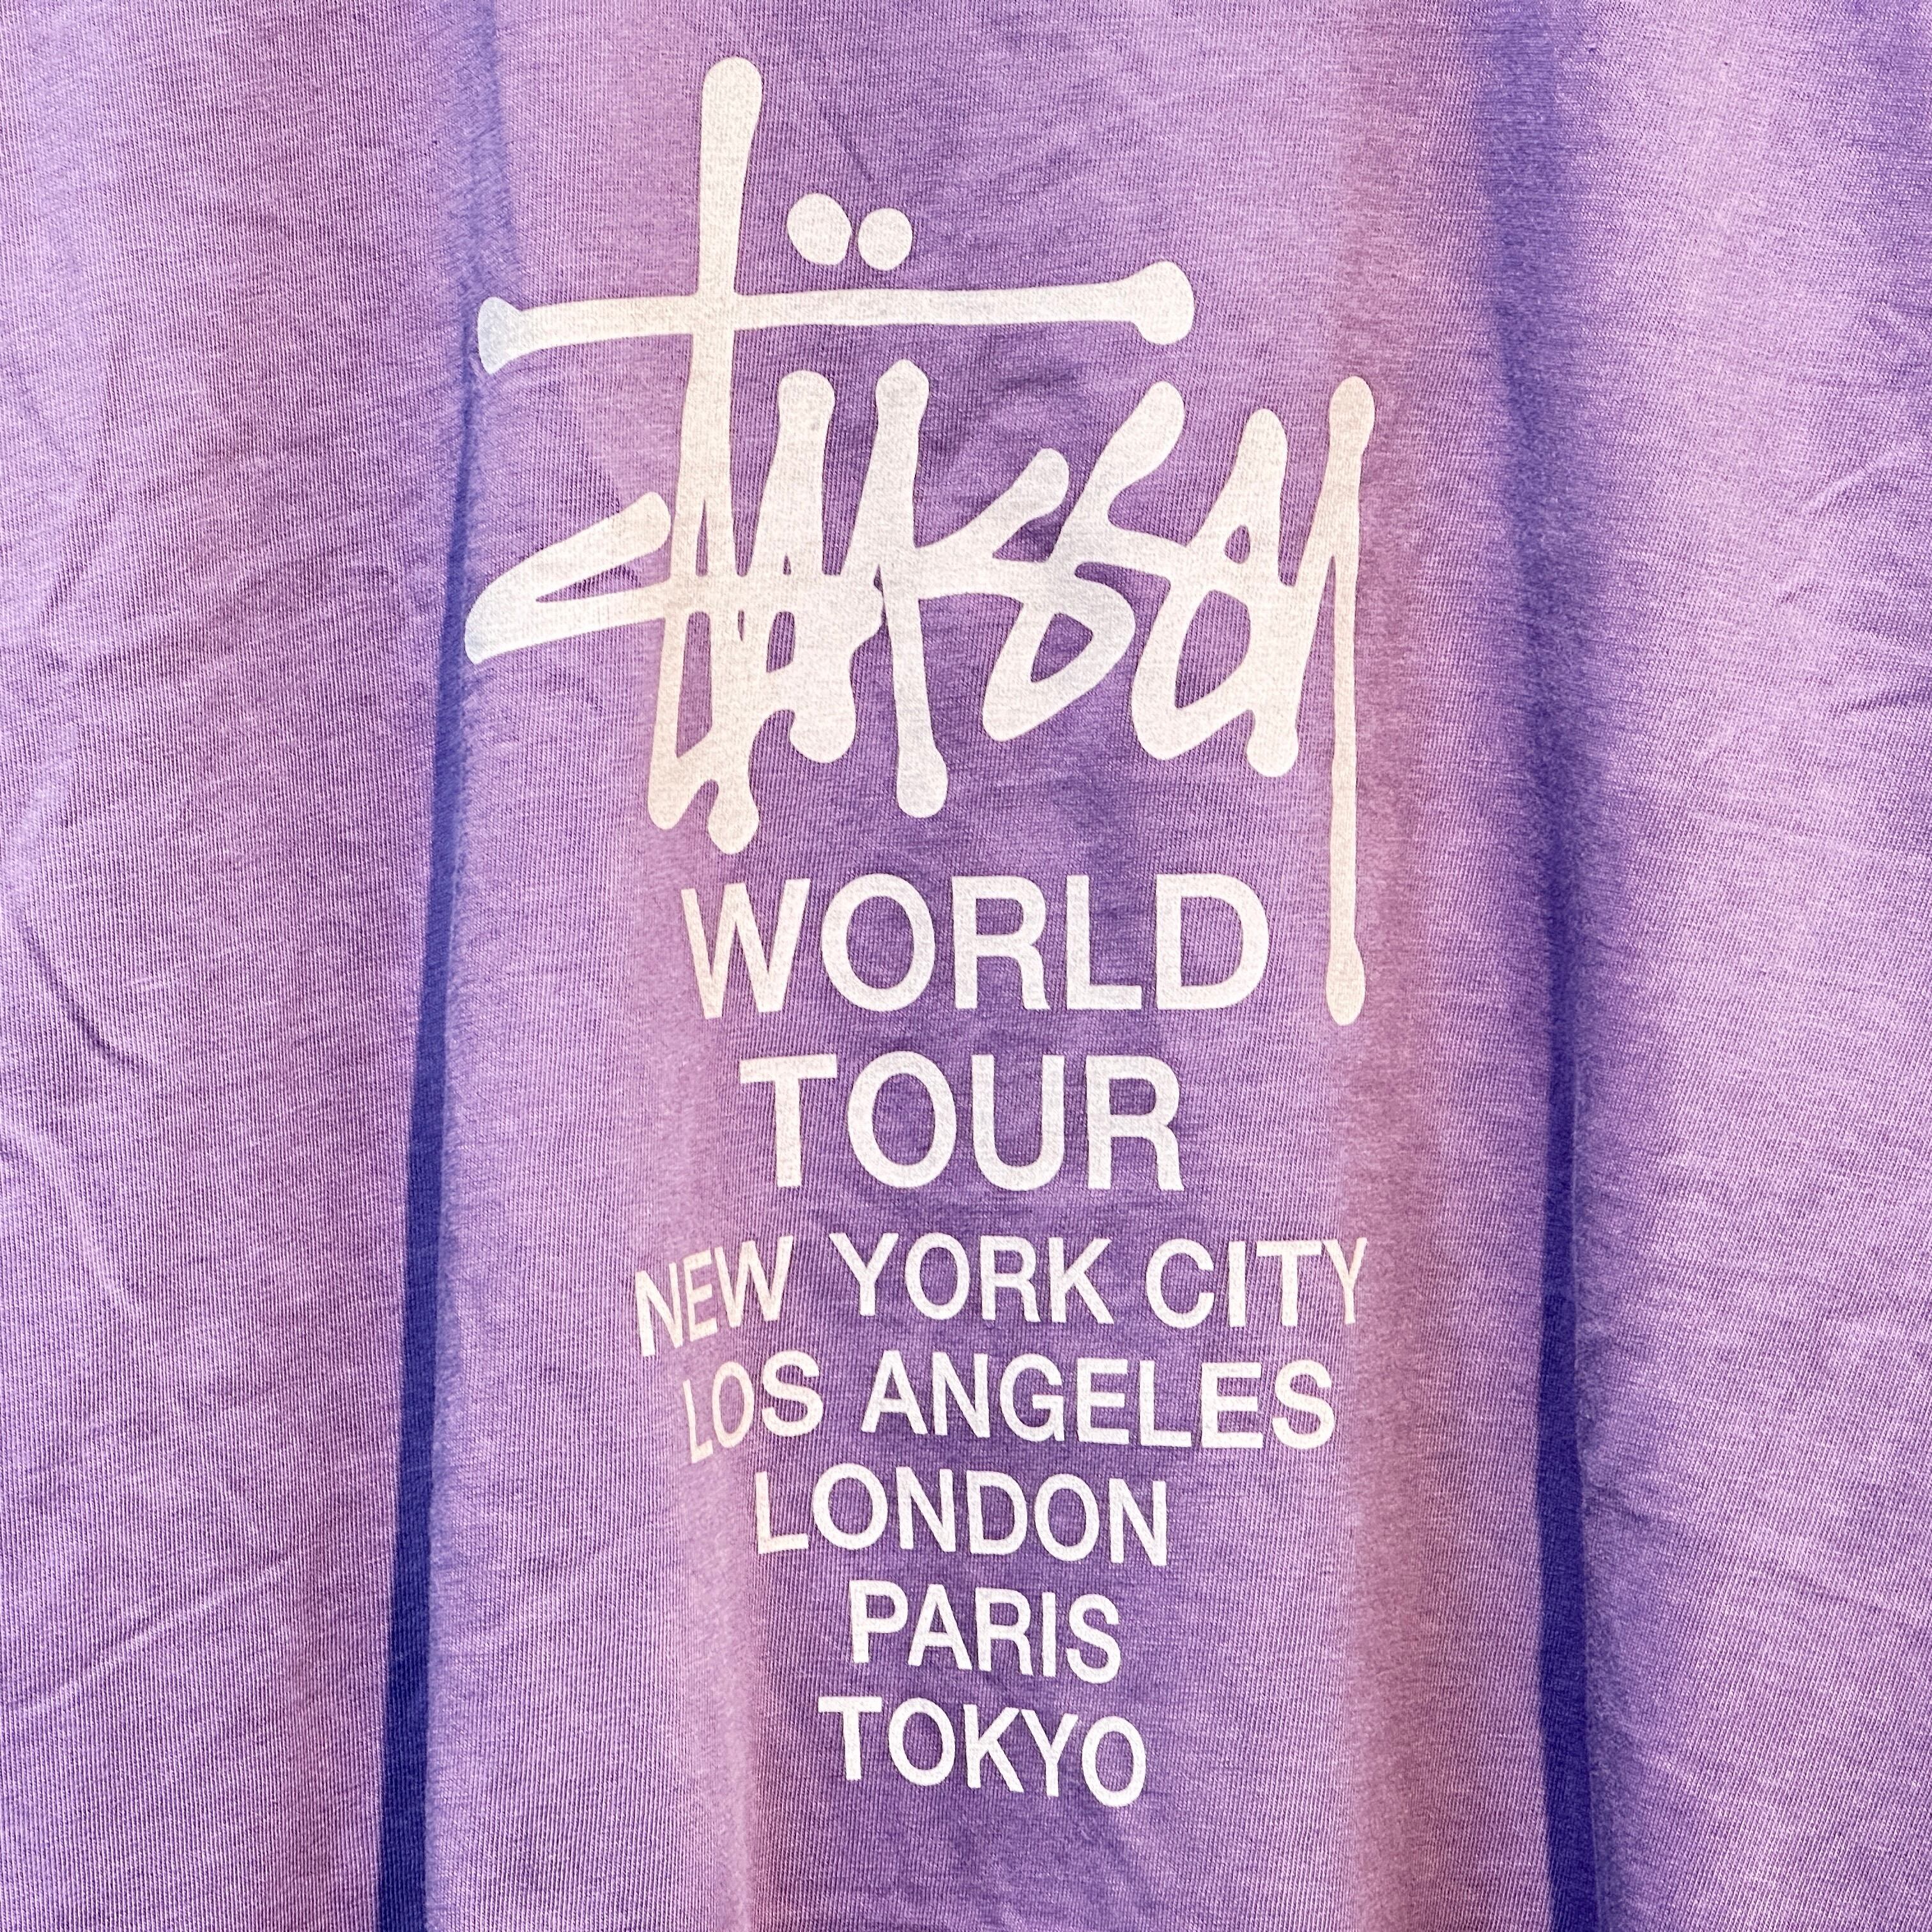 Stüssy
WORLD
TOUR
NEW YORK CITY
LOS ANGELES
LONDON
PARIS
TOKYO